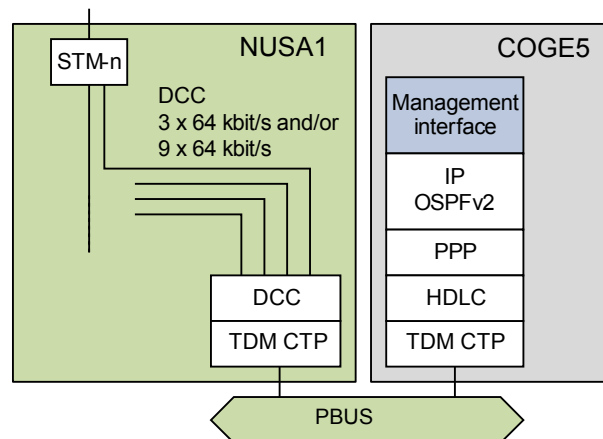 NUSA1
STM-n
DCC
3 x 64 kbit/s and/or
9 x 64 kbit/s
DCC
TDM CTP
COGE5
Management
interface
IP
OSPFv2
PPP
HDLC
TDM CTP
PBUS